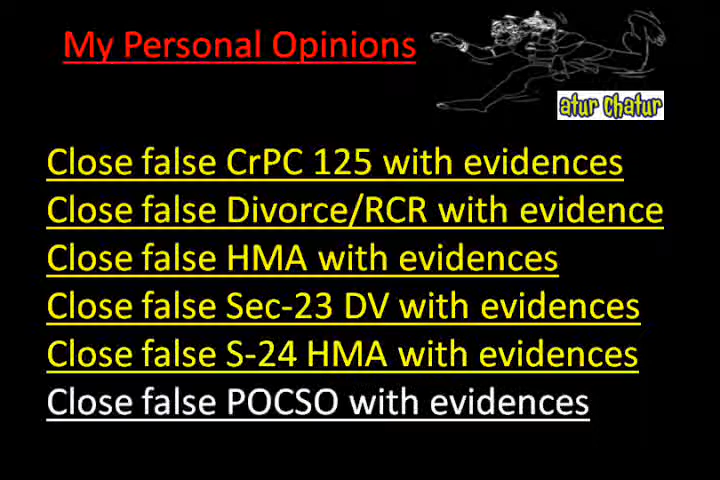 My Personal Opinions
atur Chatur
Close false CrPC 125 with evidences
Close false Divorce/RCR with evidence
Close false HMA with evidences
Close false Sec-23 DV with evidences
Close false S-24 HMA with evidences
Close false POCSO with evidences